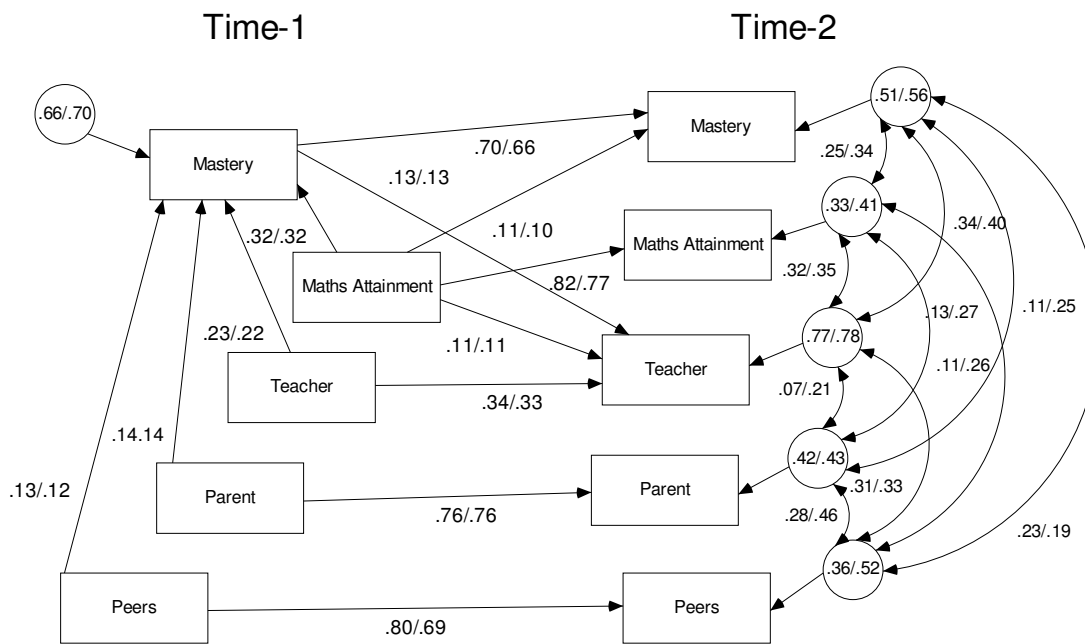 Time-1
Time-2
.66/.70
.51/.56
Mastery
Mastery
.70/.66
.25/.34
.13/.13
.33/.41
.32/.32
.11/.10
.34/.40
Maths Attainment
Maths Attainment
.82/.77
.32/.35
.13/.27
.11/.25
.23/.22
.11/.11
.77/.78
Teacher
Teacher
.11/.26
.34/.33
.07/.21
.14.14
.42/.43
.13/.12
Parent
Parent
.31/.33
.76/.76
.28/.46
.23/.19
.36/.52
Peers
Peers
.80/.69